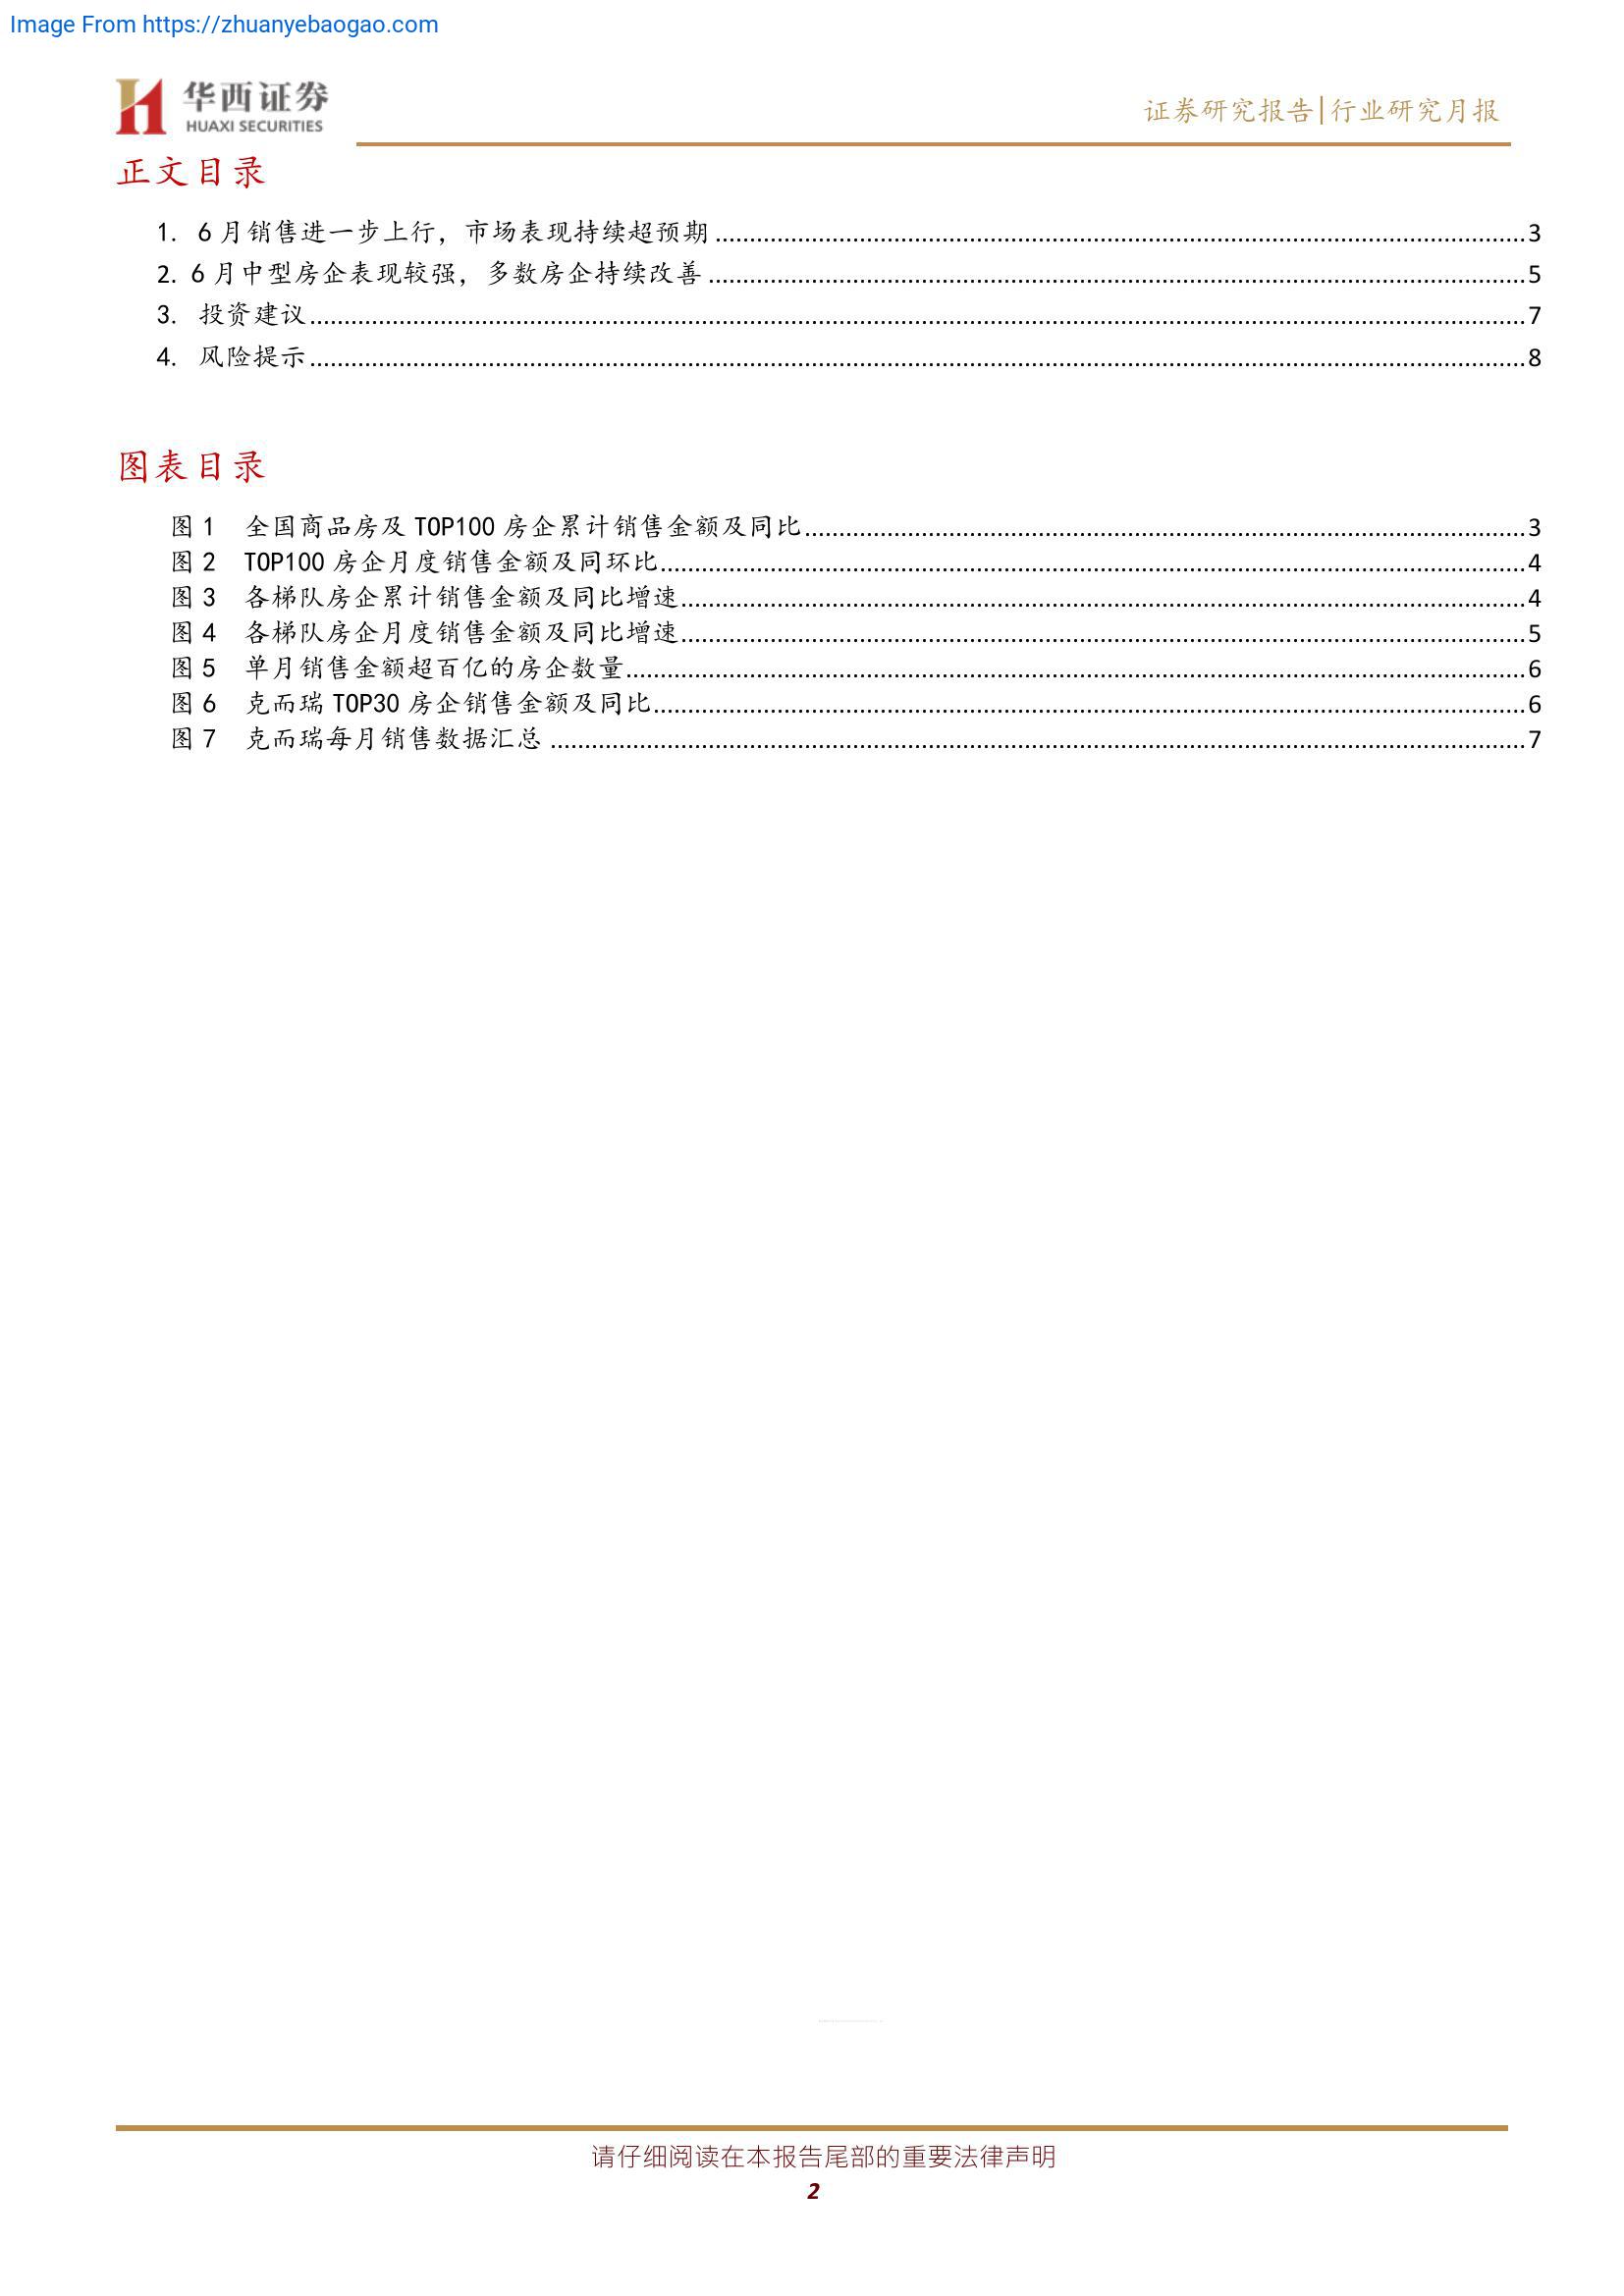 Image From https://zhuanyebaogao.com
华西证券
HUAXI SECURITIES
证券研究报告|行业研究月报
正文目录
1. 6月销售进一步上行，市场表现持续超预期........................................3
2. 6月中型房企表现较强，多数房企持续改善........................................5
3. 投资建议........................................7
4. 风险提示........................................8
图表目录
图 1 全国商品房及 TOP100 房企累计销售金额及同比........................................3
图 2 TOP100 房企月度销售金额及同环比........................................4
图 3 各梯队房企累计销售金额及同比增速........................................4
图 4 各梯队房企月度销售金额及同比增速........................................5
图 5 单月销售金额超百亿的房企数量........................................6
图 6 克而瑞 TOP30 房企销售金额及同比........................................6
图 7 克而瑞每月销售数据汇总........................................7
请仔细阅读在本报告尾部的重要法律声明
2